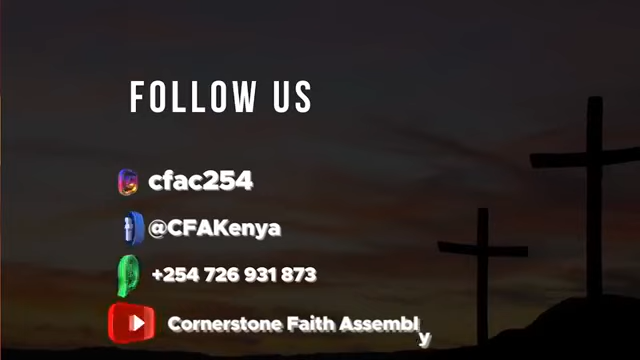 FOLLOW US
cfac254
@CFAKenya
+254 726 931 873
Cornerstone Faith Assembly